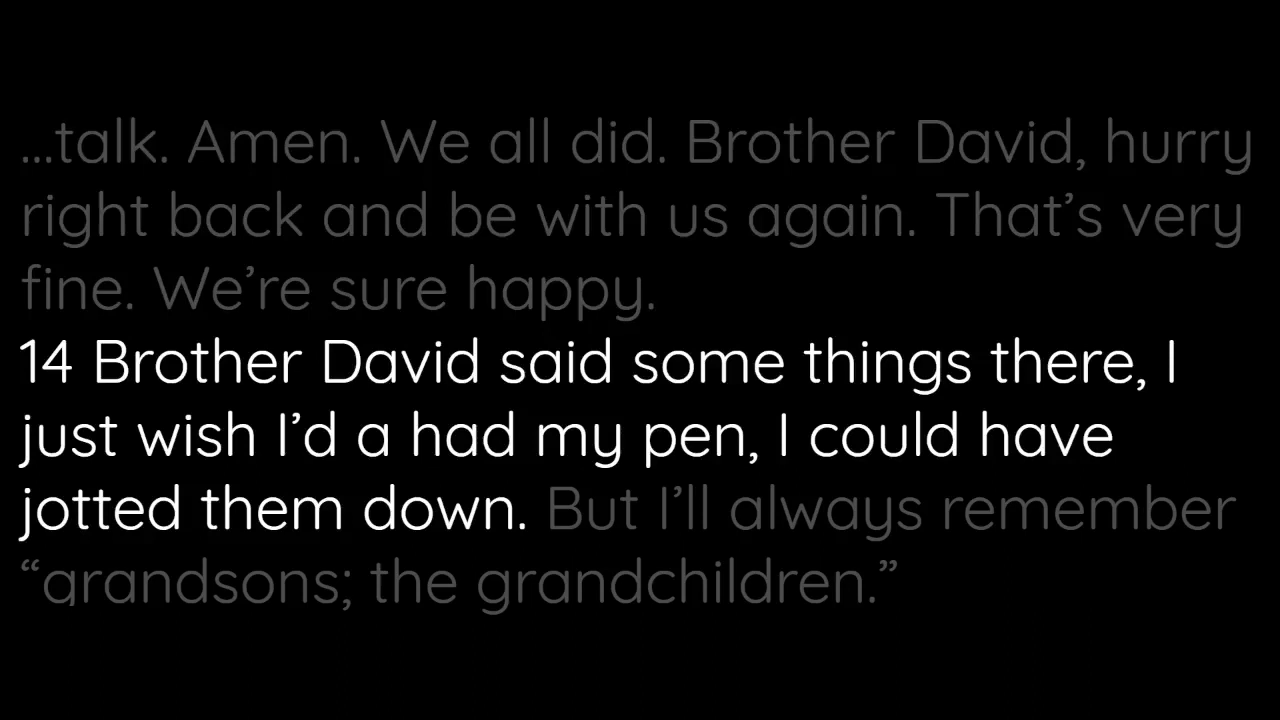 ...talk. Amen. We all did. Brother David, hurry
right back and be with us again. That’s very
fine. We’re sure happy.
14 Brother David said some things there, I
just wish I’d a had my pen, I could have
jotted them down. But I’ll always remember
“grandsons; the grandchildren.”